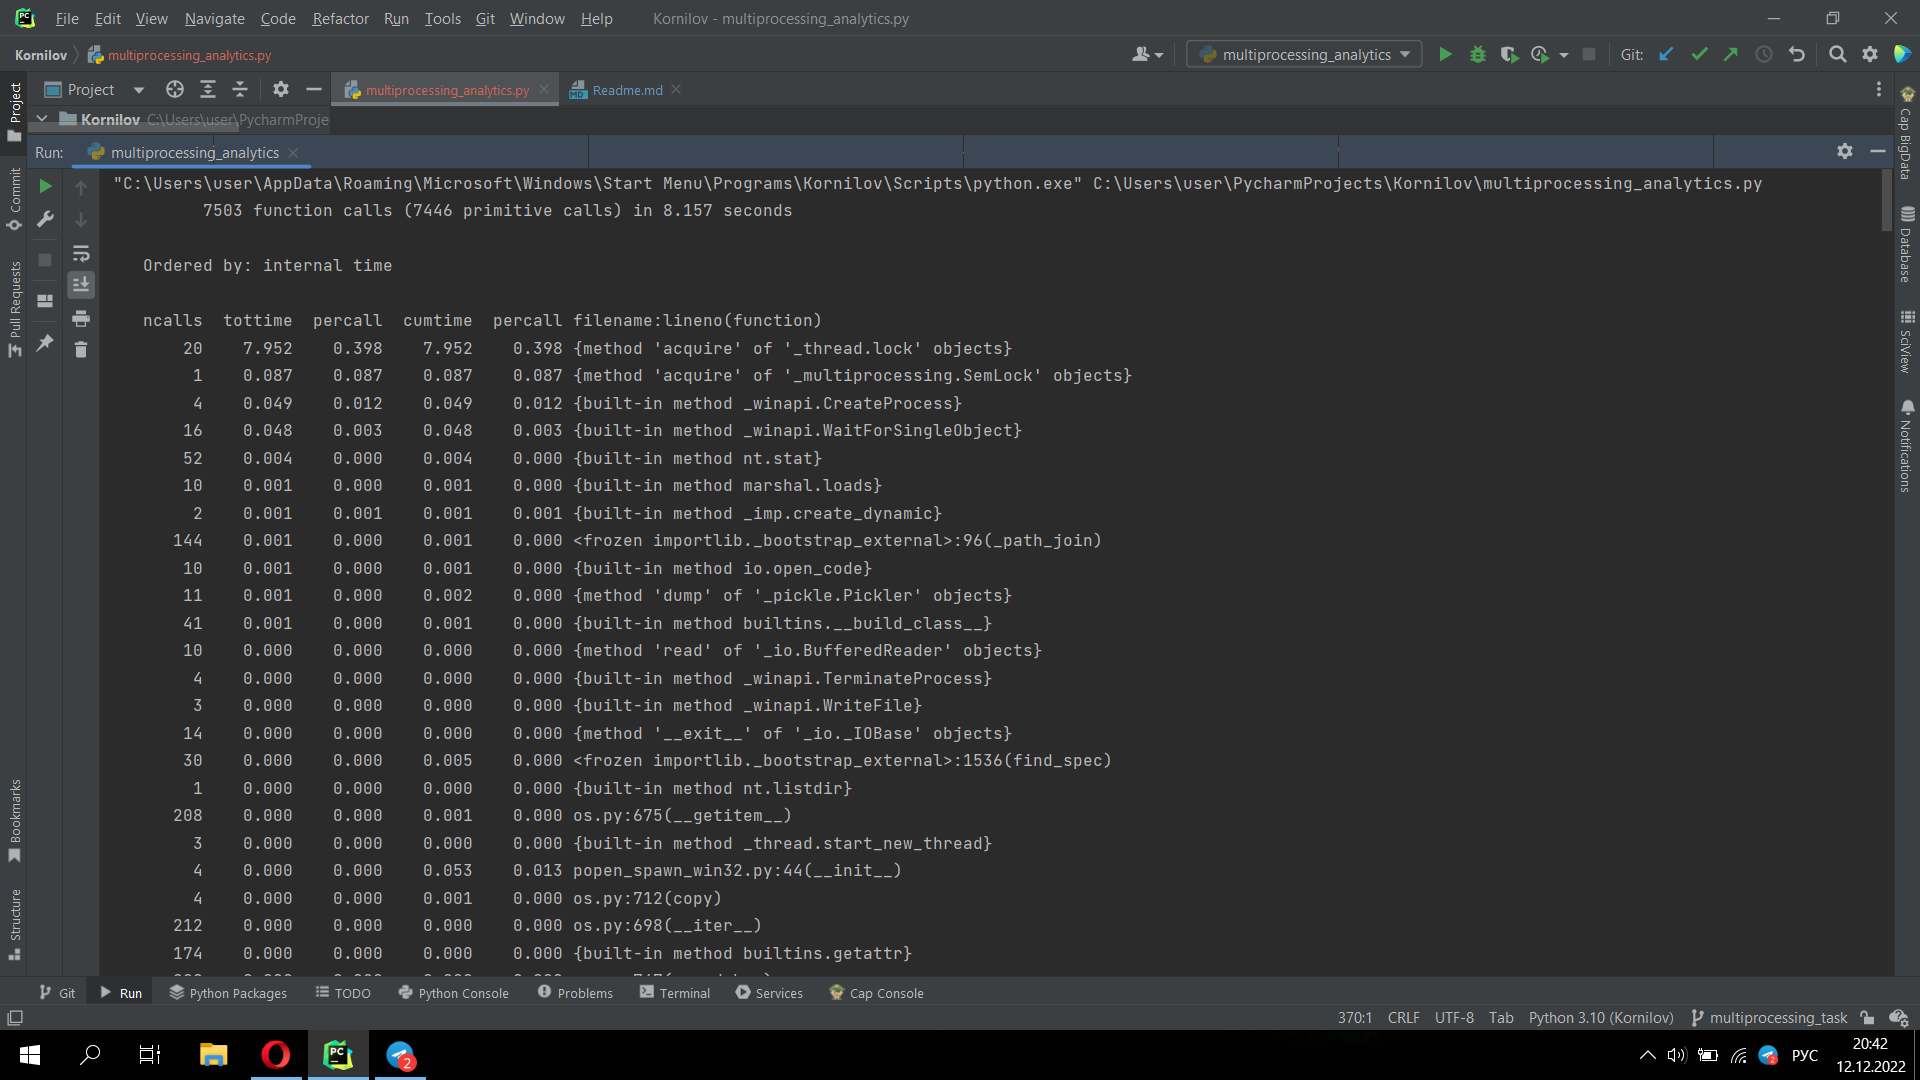 File Edit View Navigate Code Refactor Run Tools Git Window Help Kornilov - multiprocessing_analytics.py
Kornilov multiprocessing_analytics.py multiprocessing_analytics Git:
Project multiprocessing_analytics.py Readme.md
Kornilov C:\Users\user\PycharmProje
Run: multiprocessing_analytics
"C:\Users\user\AppData\Roaming\Microsoft\Windows\Start Menu\Programs\Kornilov\Scripts\python.exe" C:\Users\user\PycharmProjects\Kornilov\multiprocessing_analytics.py
7503 function calls (7446 primitive calls) in 8.157 seconds
Ordered by: internal time
ncalls tottime percall cumtime percall filename:lineno(function)
20 7.952 0.398 7.952 0.398 {method 'acquire' of '_thread.lock' objects}
1 0.087 0.087 0.087 0.087 {method 'acquire' of '_multiprocessing.SemLock' objects}
4 0.049 0.012 0.049 0.012 {built-in method _winapi.CreateProcess}
16 0.048 0.003 0.048 0.003 {built-in method _winapi.WaitForSingleObject}
52 0.004 0.000 0.004 0.000 {built-in method nt.stat}
10 0.001 0.000 0.001 0.000 {built-in method marshal.loads}
2 0.001 0.001 0.001 0.001 {built-in method _imp.create_dynamic}
144 0.001 0.000 0.001 0.000 <frozen importlib._bootstrap_external>:96(_path_join)
10 0.001 0.000 0.001 0.000 {built-in method io.open_code}
11 0.001 0.000 0.002 0.000 {method 'dump' of '_pickle.Pickler' objects}
41 0.001 0.000 0.001 0.000 {built-in method builtins.__build_class__}
10 0.000 0.000 0.000 0.000 {method 'read' of '_io.BufferedReader' objects}
4 0.000 0.000 0.000 0.000 {built-in method _winapi.TerminateProcess}
3 0.000 0.000 0.000 0.000 {built-in method _winapi.WriteFile}
14 0.000 0.000 0.000 0.000 {method '__exit__' of '_io._IOBase' objects}
30 0.000 0.000 0.005 0.000 <frozen importlib._bootstrap_external>:1536(find_spec)
1 0.000 0.000 0.000 0.000 {built-in method nt.listdir}
208 0.000 0.000 0.001 0.000 os.py:675(__getitem__)
3 0.000 0.000 0.000 0.000 {built-in method _thread.start_new_thread}
4 0.000 0.000 0.053 0.013 popen_spawn_win32.py:44(__init__)
4 0.000 0.000 0.001 0.000 os.py:712(copy)
212 0.000 0.000 0.000 0.000 os.py:698(__iter__)
174 0.000 0.000 0.000 0.000 {built-in method builtins.getattr}
Project
Commit
Pull Requests
Bookmarks
Structure
Cap BigData
Database
SciView
Notifications
Git Run Python Packages TODO Python Console Problems Terminal Services Cap Console
370:1 CRLF UTF-8 Tab Python 3.10 (Kornilov) multiprocessing_task
2 2 РУС 20:42
12.12.2022